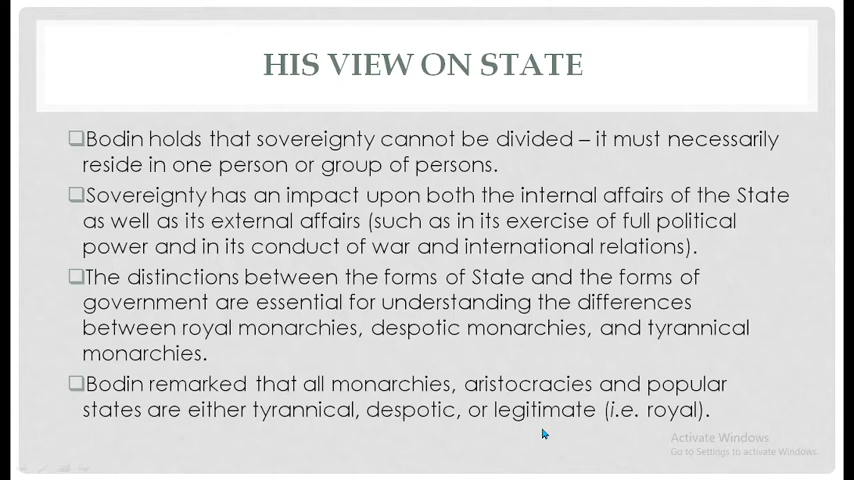 HIS VIEW ON STATE
❑Bodin holds that sovereignty cannot be divided – it must necessarily
reside in one person or group of persons.
❑Sovereignty has an impact upon both the internal affairs of the State
as well as its external affairs (such as in its exercise of full political
power and in its conduct of war and international relations).
❑The distinctions between the forms of State and the forms of
government are essential for understanding the differences
between royal monarchies, despotic monarchies, and tyrannical
monarchies.
❑Bodin remarked that all monarchies, aristocracies and popular
states are either tyrannical, despotic, or legitimate (i.e. royal).
Activate Windows
Go to Settings to activate Windows.